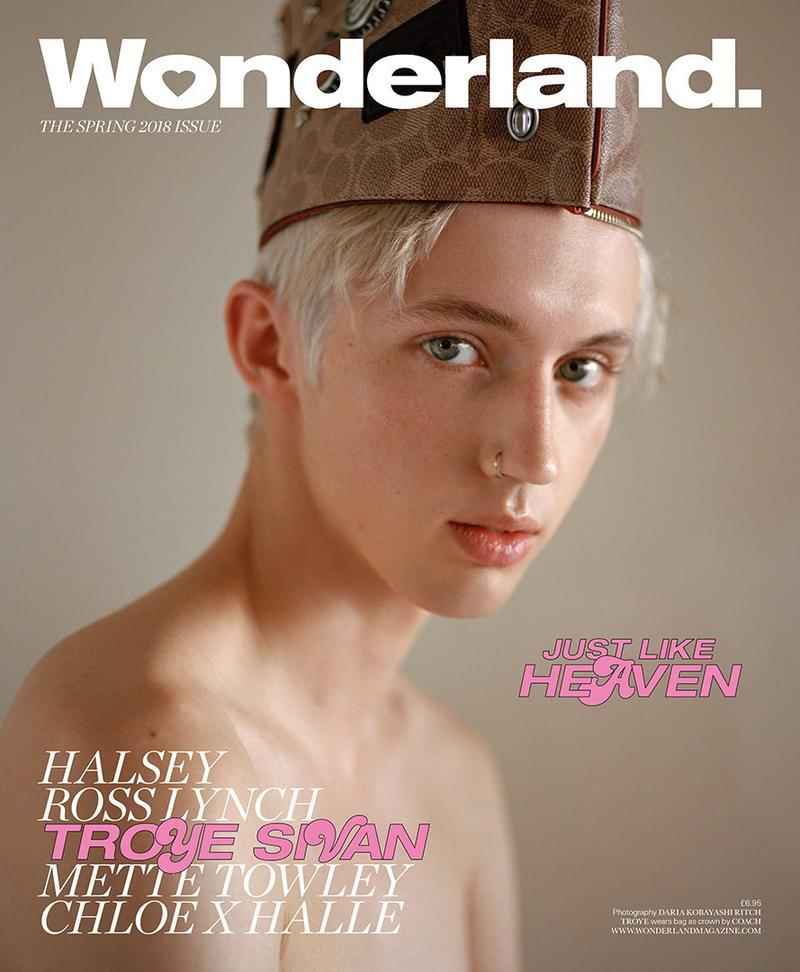 Wonderland.
THE SPRING 2018 ISSUE
JUST LIKE
HEAVEN
HALSEY
ROSS LYNCH
TROYE SIVAN
METTE TOWLEY
CHLOE X HALLE
£6.95
Photography DARIA KOBAYASHI RITCH
TROYE wears bag as crown by COACH
WWW.WONDERLANDMAGAZINE.COM